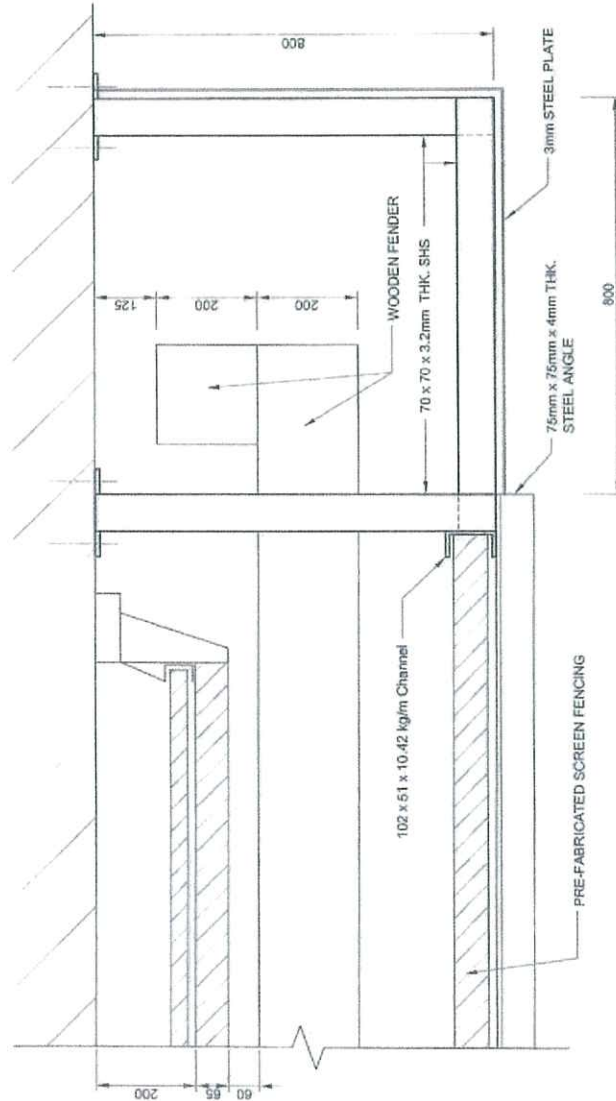 800
125
200
200
WOODEN FENDER
70 x 70 x 3.2mm THK. SHS
3mm STEEL PLATE
75mm x 75mm x 4mm THK.
STEEL ANGLE
800
102 x 51 x 10.42 kg/m Channel
PRE-FABRICATED SCREEN FENCING
200
65
60